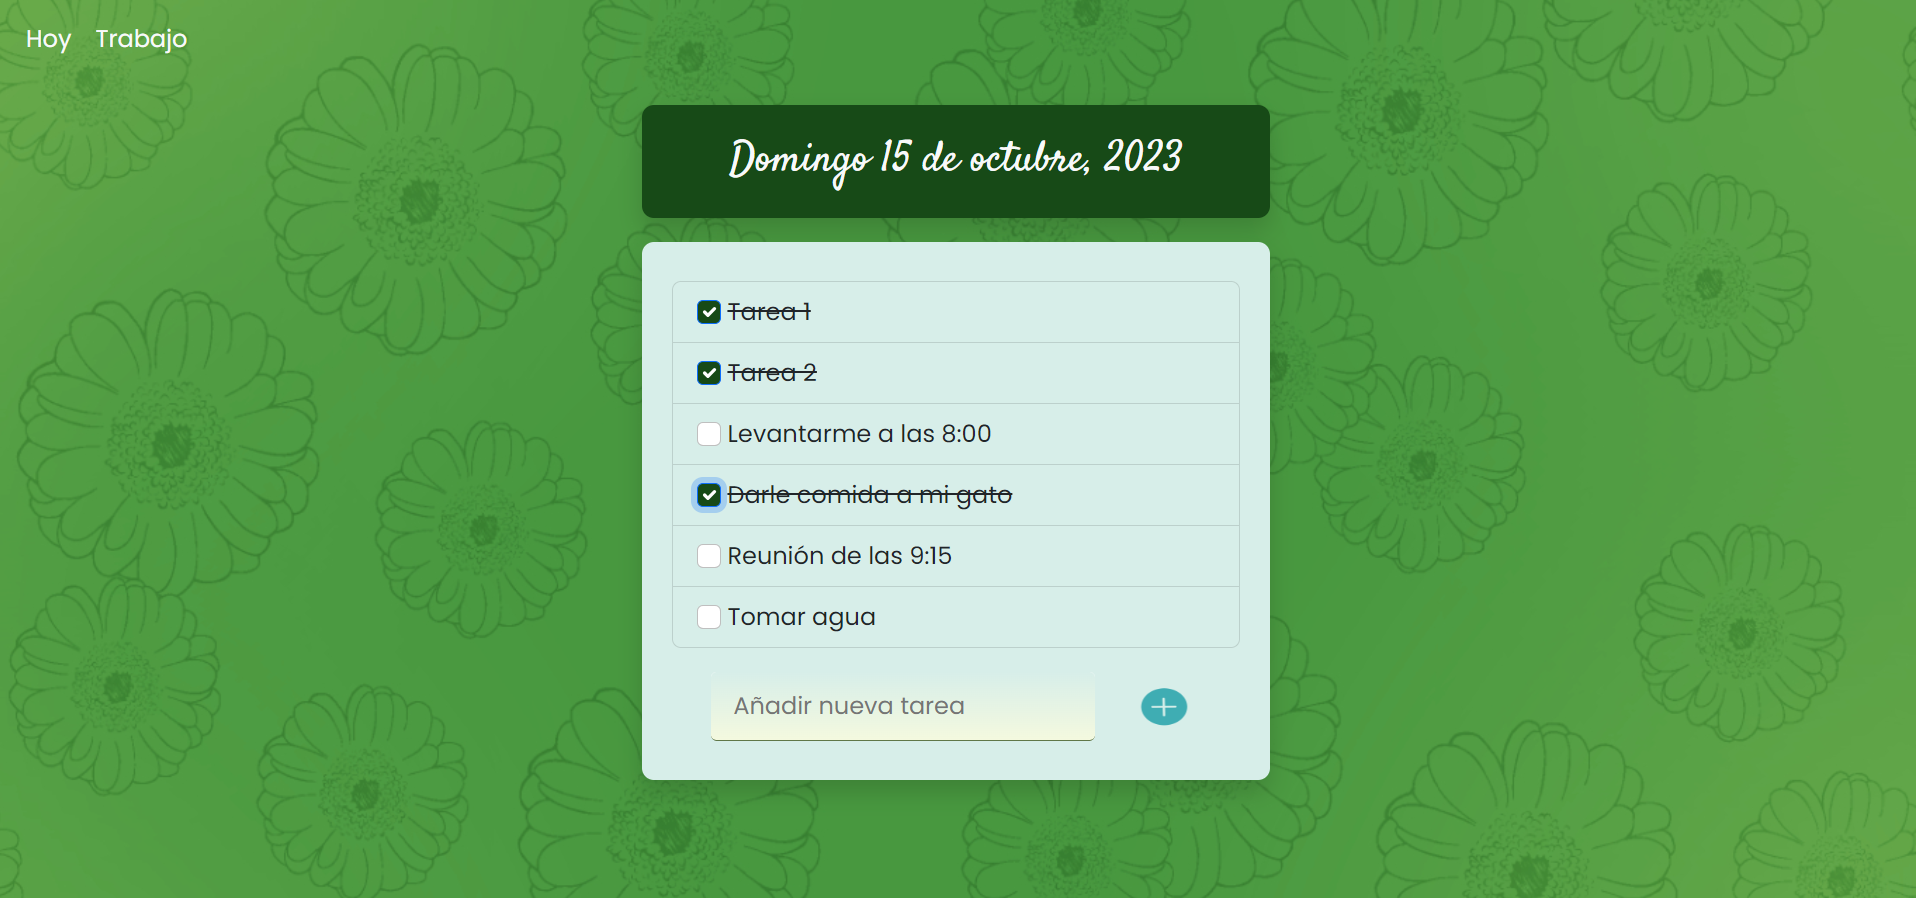 Hoy Trabajo
Domingo 15 de octubre, 2023
Tarea 1
Tarea 2
Levantarme a las 8:00
Darle comida a mi gato
Reunión de las 9:15
Tomar agua
Añadir nueva tarea